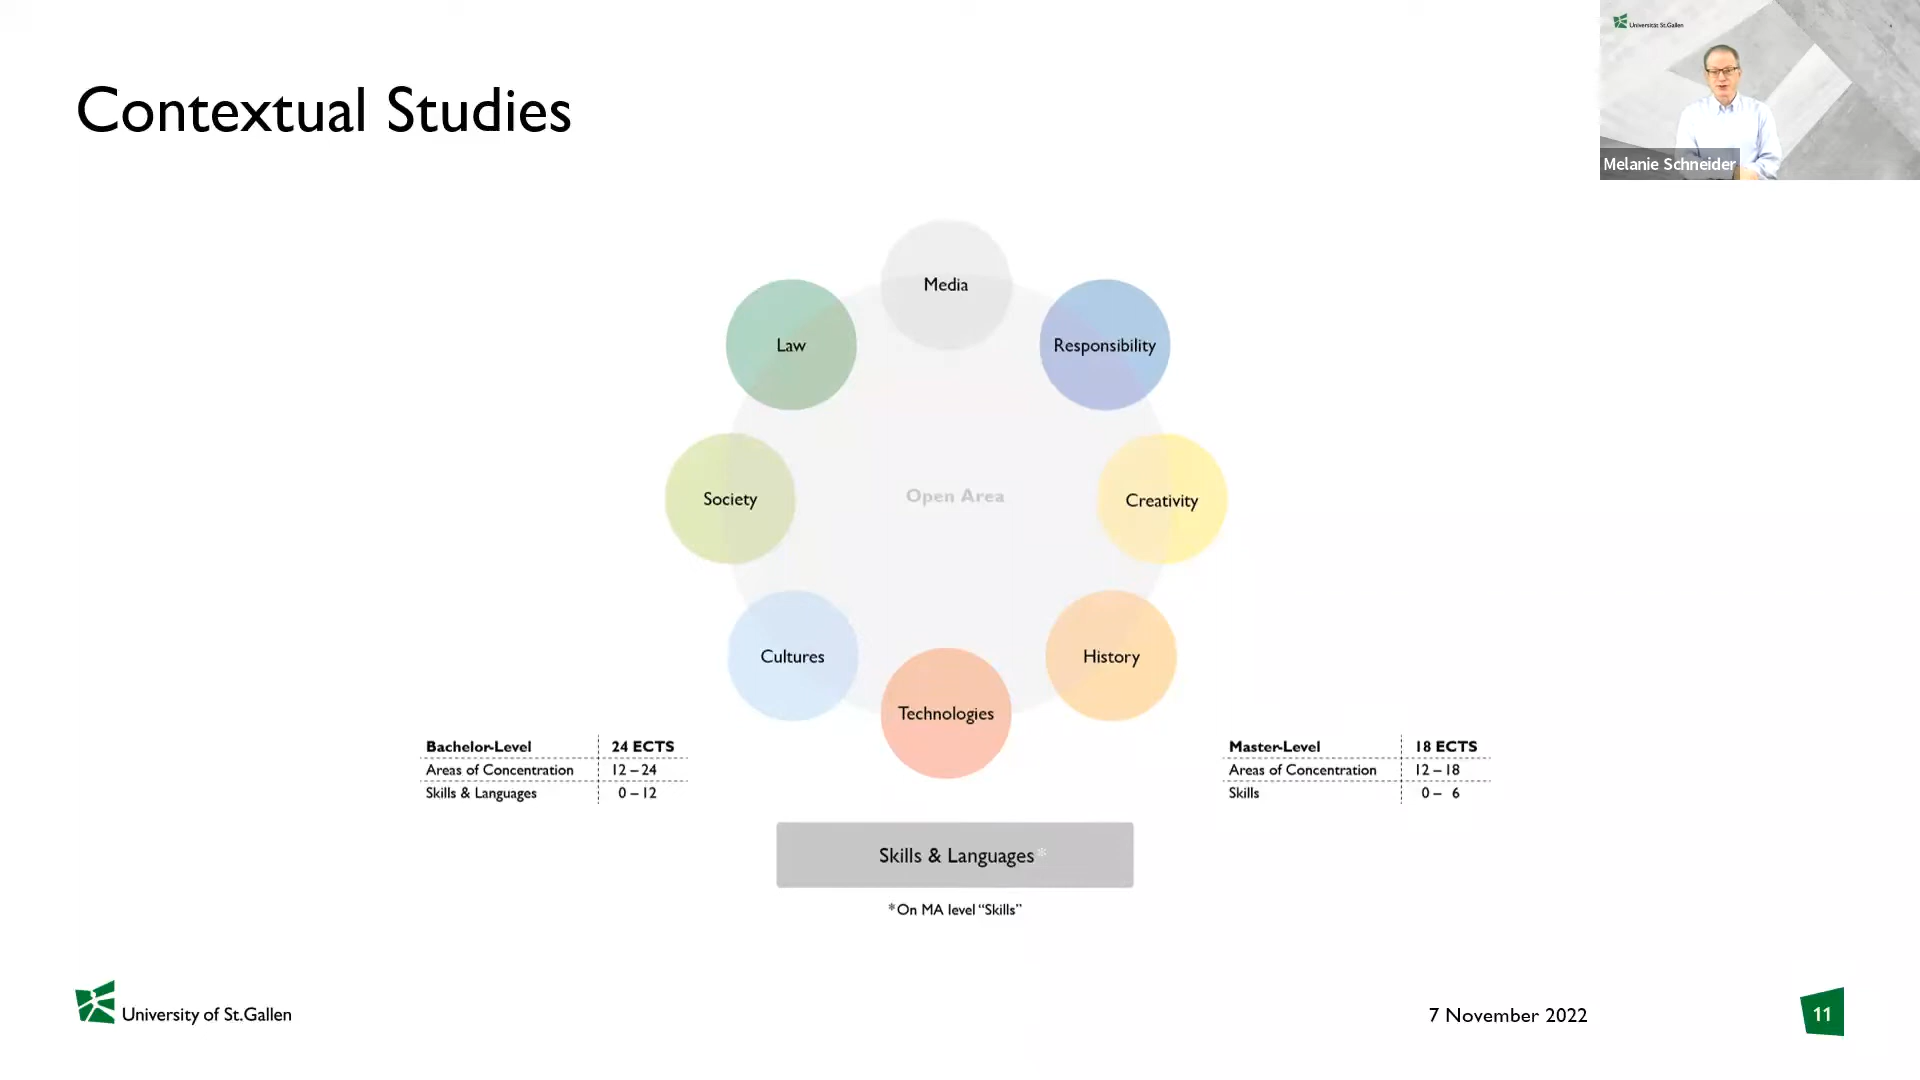 Contextual Studies
Universität St.Gallen
Melanie Schneider
Media
Law
Responsibility
Society
Open Area
Creativity
Cultures
History
Technologies
Bachelor-Level 24 ECTS
Areas of Concentration 12 – 24
Skills & Languages 0 – 12
Master-Level 18 ECTS
Areas of Concentration 12 – 18
Skills 0 – 6
Skills & Languages*
*On MA level “Skills”
University of St.Gallen
7 November 2022
11